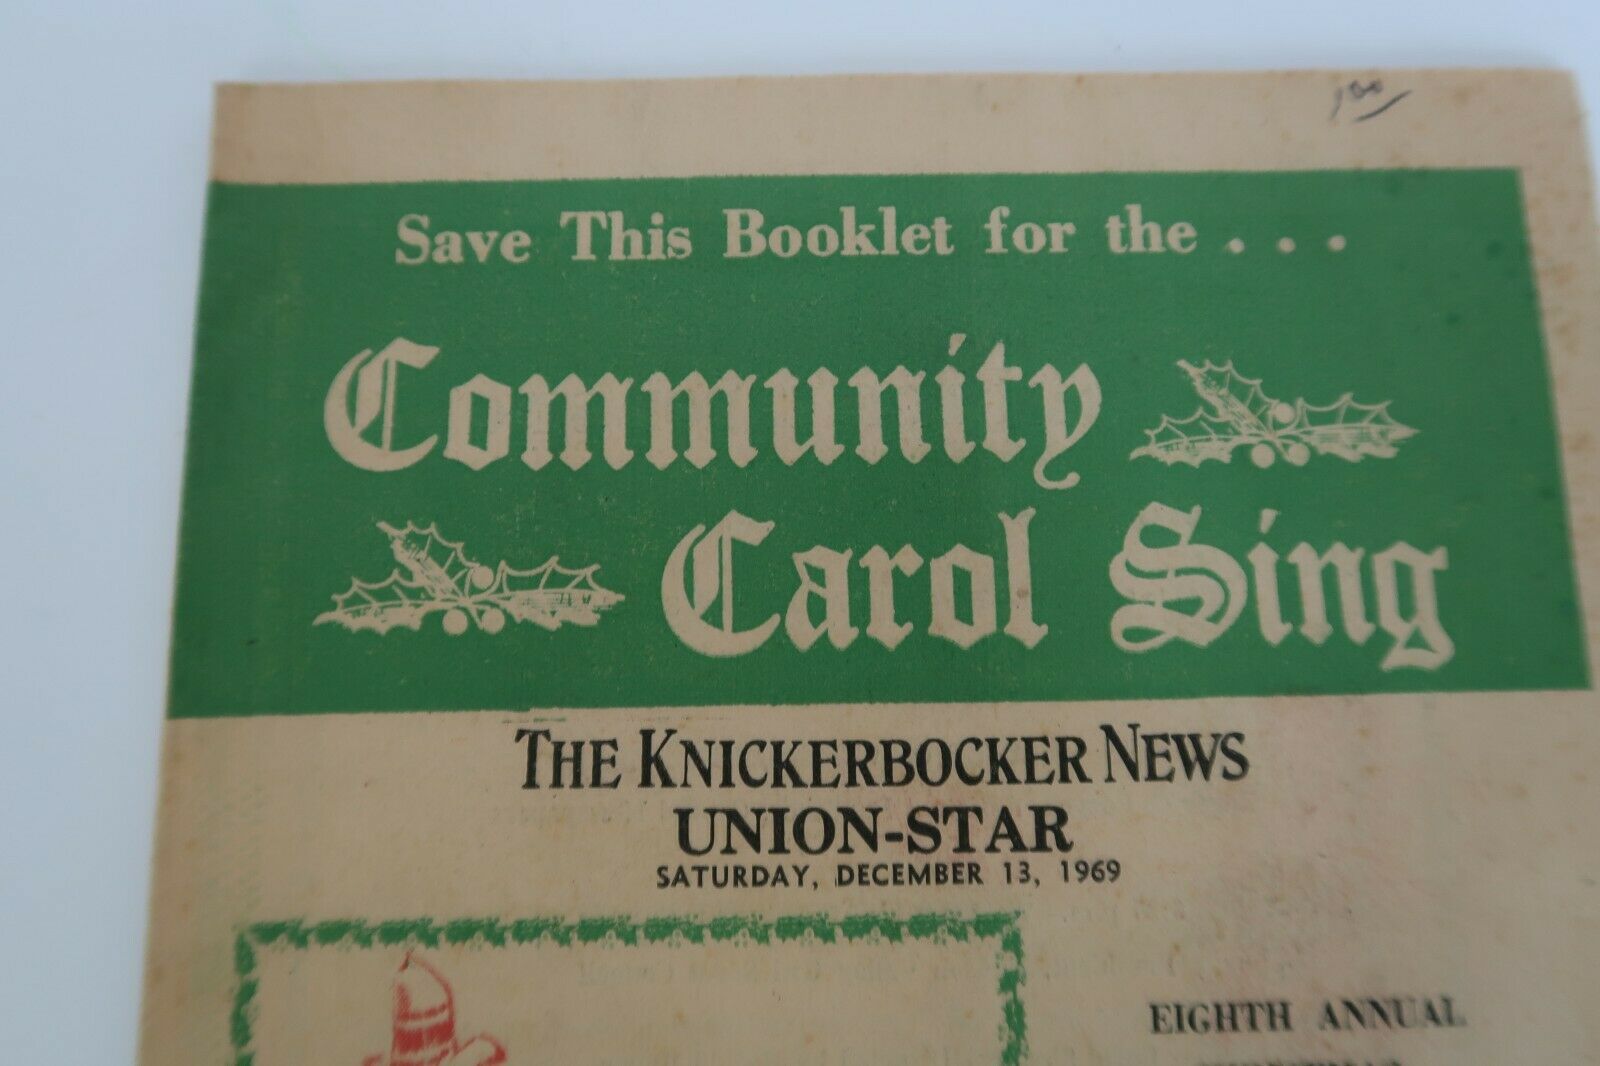 100
Save This Booklet for the . . .
Community
Carol Sing
THE KNICKERBOCKER NEWS
UNION-STAR
SATURDAY, DECEMBER 13, 1969
EIGHTH ANNUAL